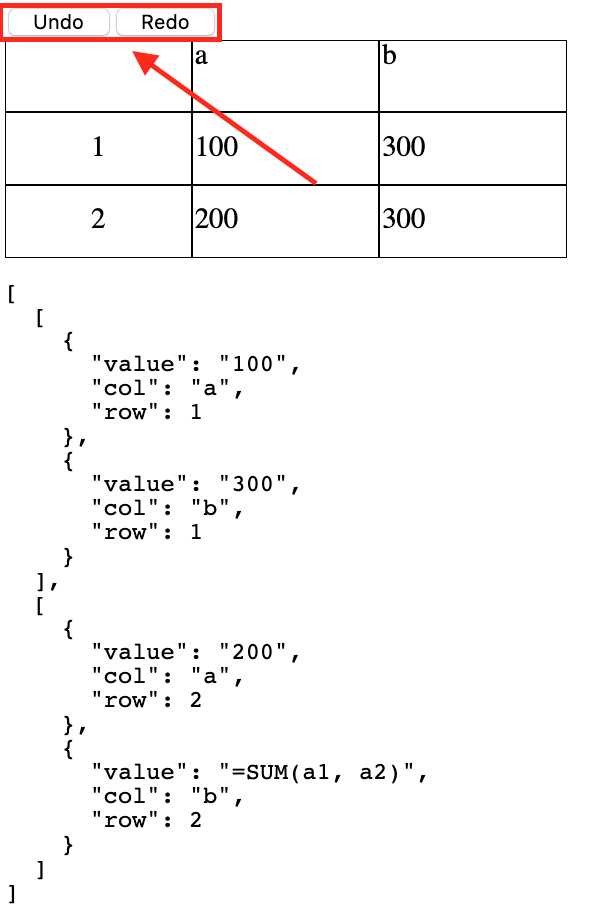 Undo Redo
a b
1 100 300
2 200 300
[
  [
    {
      "value": "100",
      "col": "a",
      "row": 1
    },
    {
      "value": "300",
      "col": "b",
      "row": 1
    }
  ],
  [
    {
      "value": "200",
      "col": "a",
      "row": 2
    },
    {
      "value": "=SUM(a1, a2)",
      "col": "b",
      "row": 2
    }
  ]
]